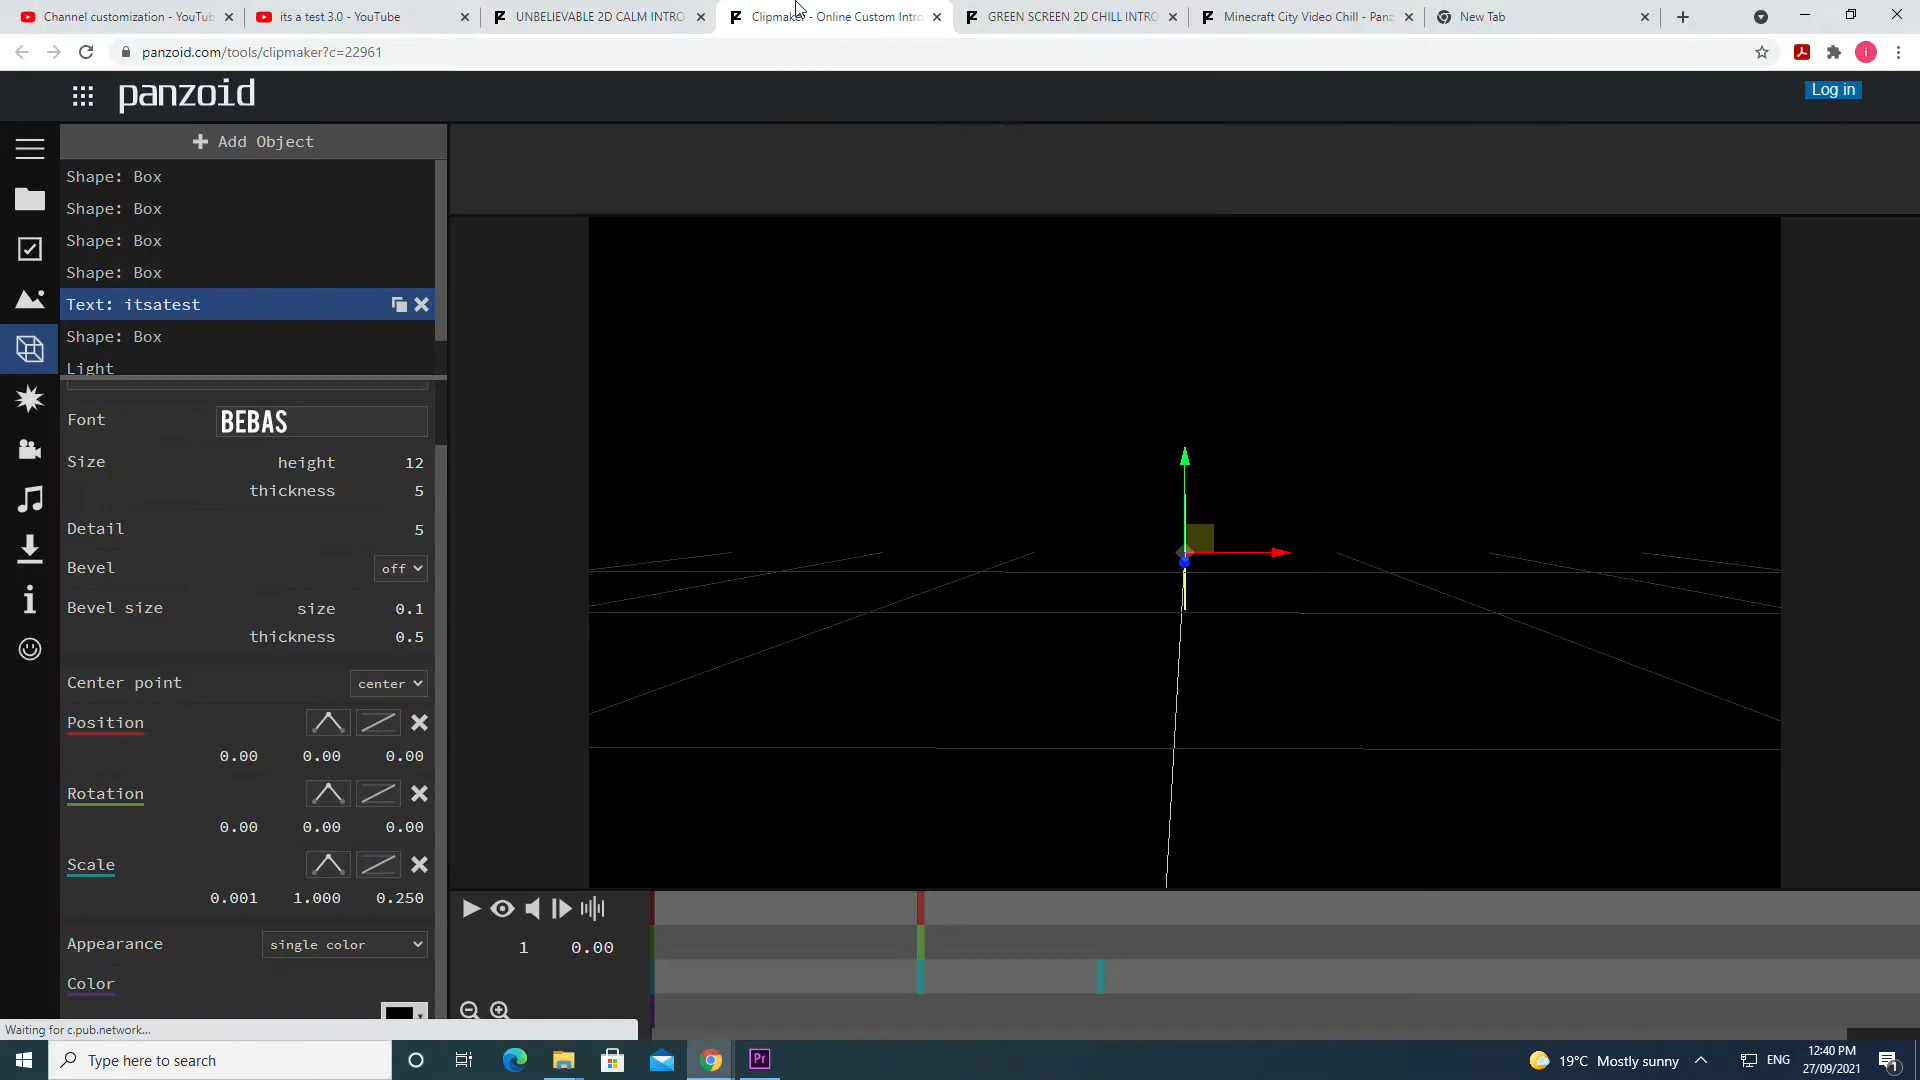 Channel customization - YouTub
its a test 3.0 - YouTube
UNBELIEVABLE 2D CALM INTRO
Clipmaker - Online Custom Intro
GREEN SCREEN 2D CHILL INTRO
Minecraft City Video Chill - Panz
New Tab
panzoid.com/tools/clipmaker?c=22961
i
panzoid
Log in
Add Object
Shape: Box
Shape: Box
Shape: Box
Shape: Box
Text: itsatest
Shape: Box
Light
Font BEBAS
Size height 12
thickness 5
Detail 5
Bevel off
Bevel size size 0.1
thickness 0.5
Center point center
Position
0.00 0.00 0.00
Rotation
0.00 0.00 0.00
Scale
0.001 1.000 0.250
Appearance single color
Color
1 0.00
Waiting for c.pub.network...
Type here to search
Pr
19°C Mostly sunny
ENG
12:40 PM
27/09/2021
1